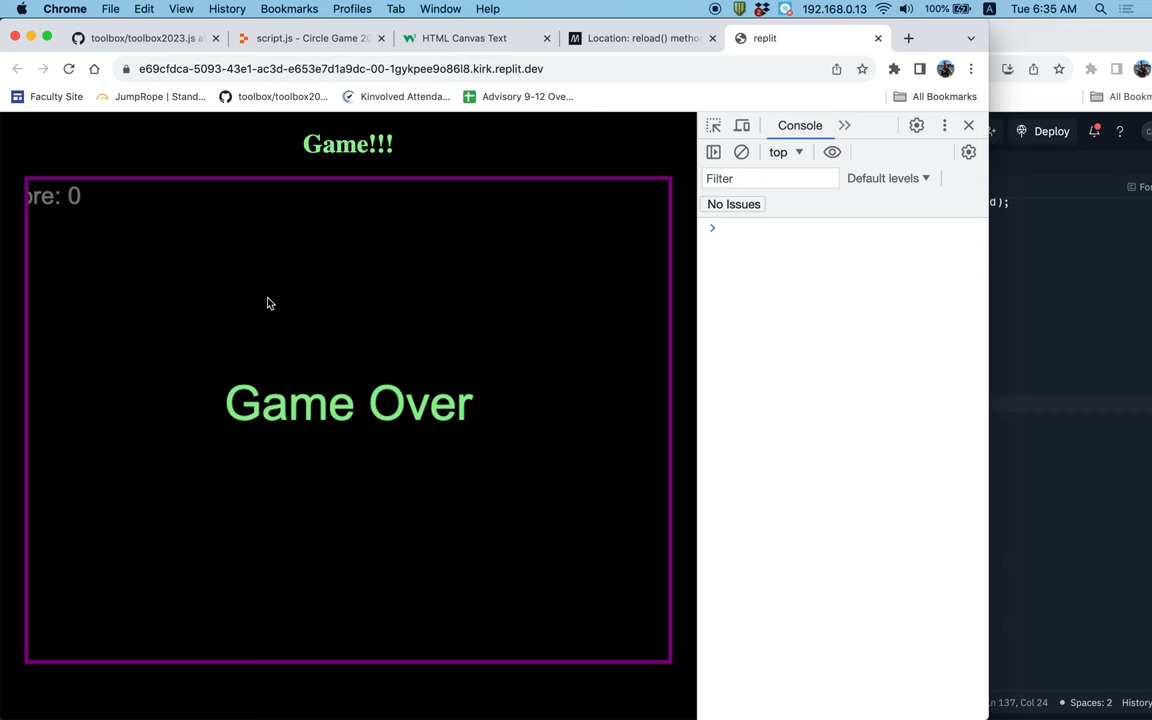 Chrome File Edit View History Bookmarks Profiles Tab Window Help 192.168.0.13 100% A Tue 6:35 AM
toolbox/toolbox2023.js a script.js - Circle Game 20 HTML Canvas Text Location: reload() metho replit
e69cfdca-5093-43e1-ac3d-e653e7d1a9dc-00-1gykpee9o86l8.kirk.replit.dev
Faculty Site JumpRope | Stand... toolbox/toolbox20... Kinvolved Attenda... Advisory 9-12 Ove... All Bookmarks All Bookm
Console
Deploy
Game!!!
top Default levels
Filter
No Issues
ore: 0
d);
Game Over
Ln 137, Col 24 Spaces: 2 History